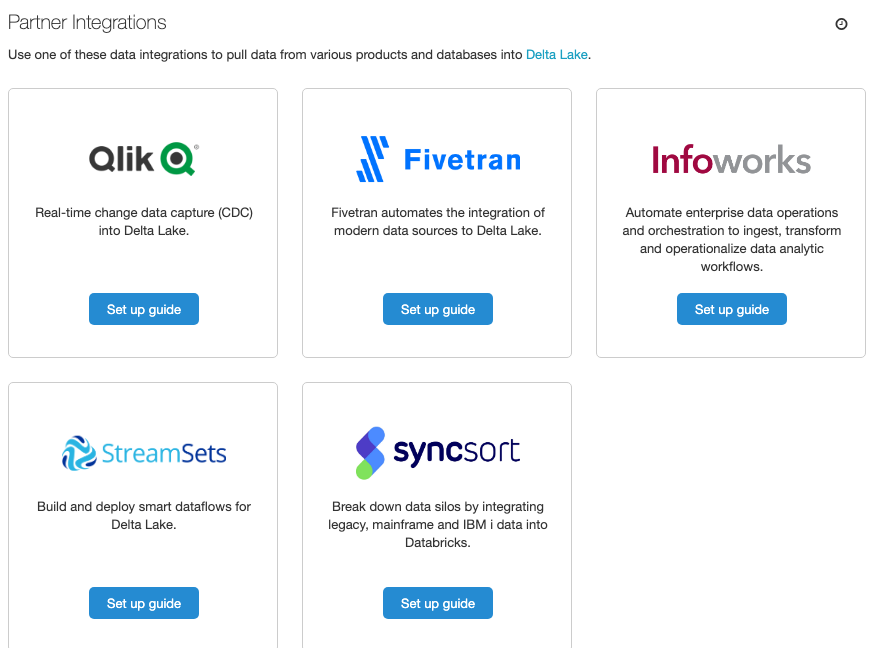 Partner Integrations
Use one of these data integrations to pull data from various products and databases into Delta Lake.
Qlik
Real-time change data capture (CDC)
into Delta Lake.
Set up guide
Fivetran
Fivetran automates the integration of
modern data sources to Delta Lake.
Set up guide
Infoworks
Automate enterprise data operations
and orchestration to ingest, transform
and operationalize data analytic
workflows.
Set up guide
StreamSets
Build and deploy smart dataflows for
Delta Lake.
Set up guide
syncsort
Break down data silos by integrating
legacy, mainframe and IBM i data into
Databricks.
Set up guide